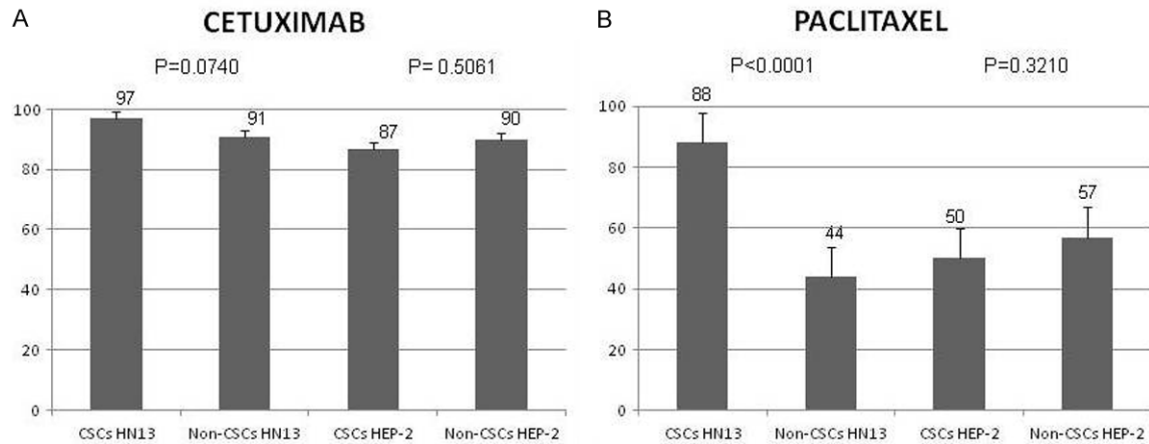 A
CETUXIMAB
P=0.0740 P= 0.5061
97
91
87
90
100
80
60
40
20
0
CSCs HN13 Non-CSCs HN13 CSCs HEP-2 Non-CSCs HEP-2
B
PACLITAXEL
P<0.0001 P=0.3210
88
44
50
57
100
80
60
40
20
0
CSCs HN13 Non-CSCs HN13 CSCs HEP-2 Non-CSCs HEP-2